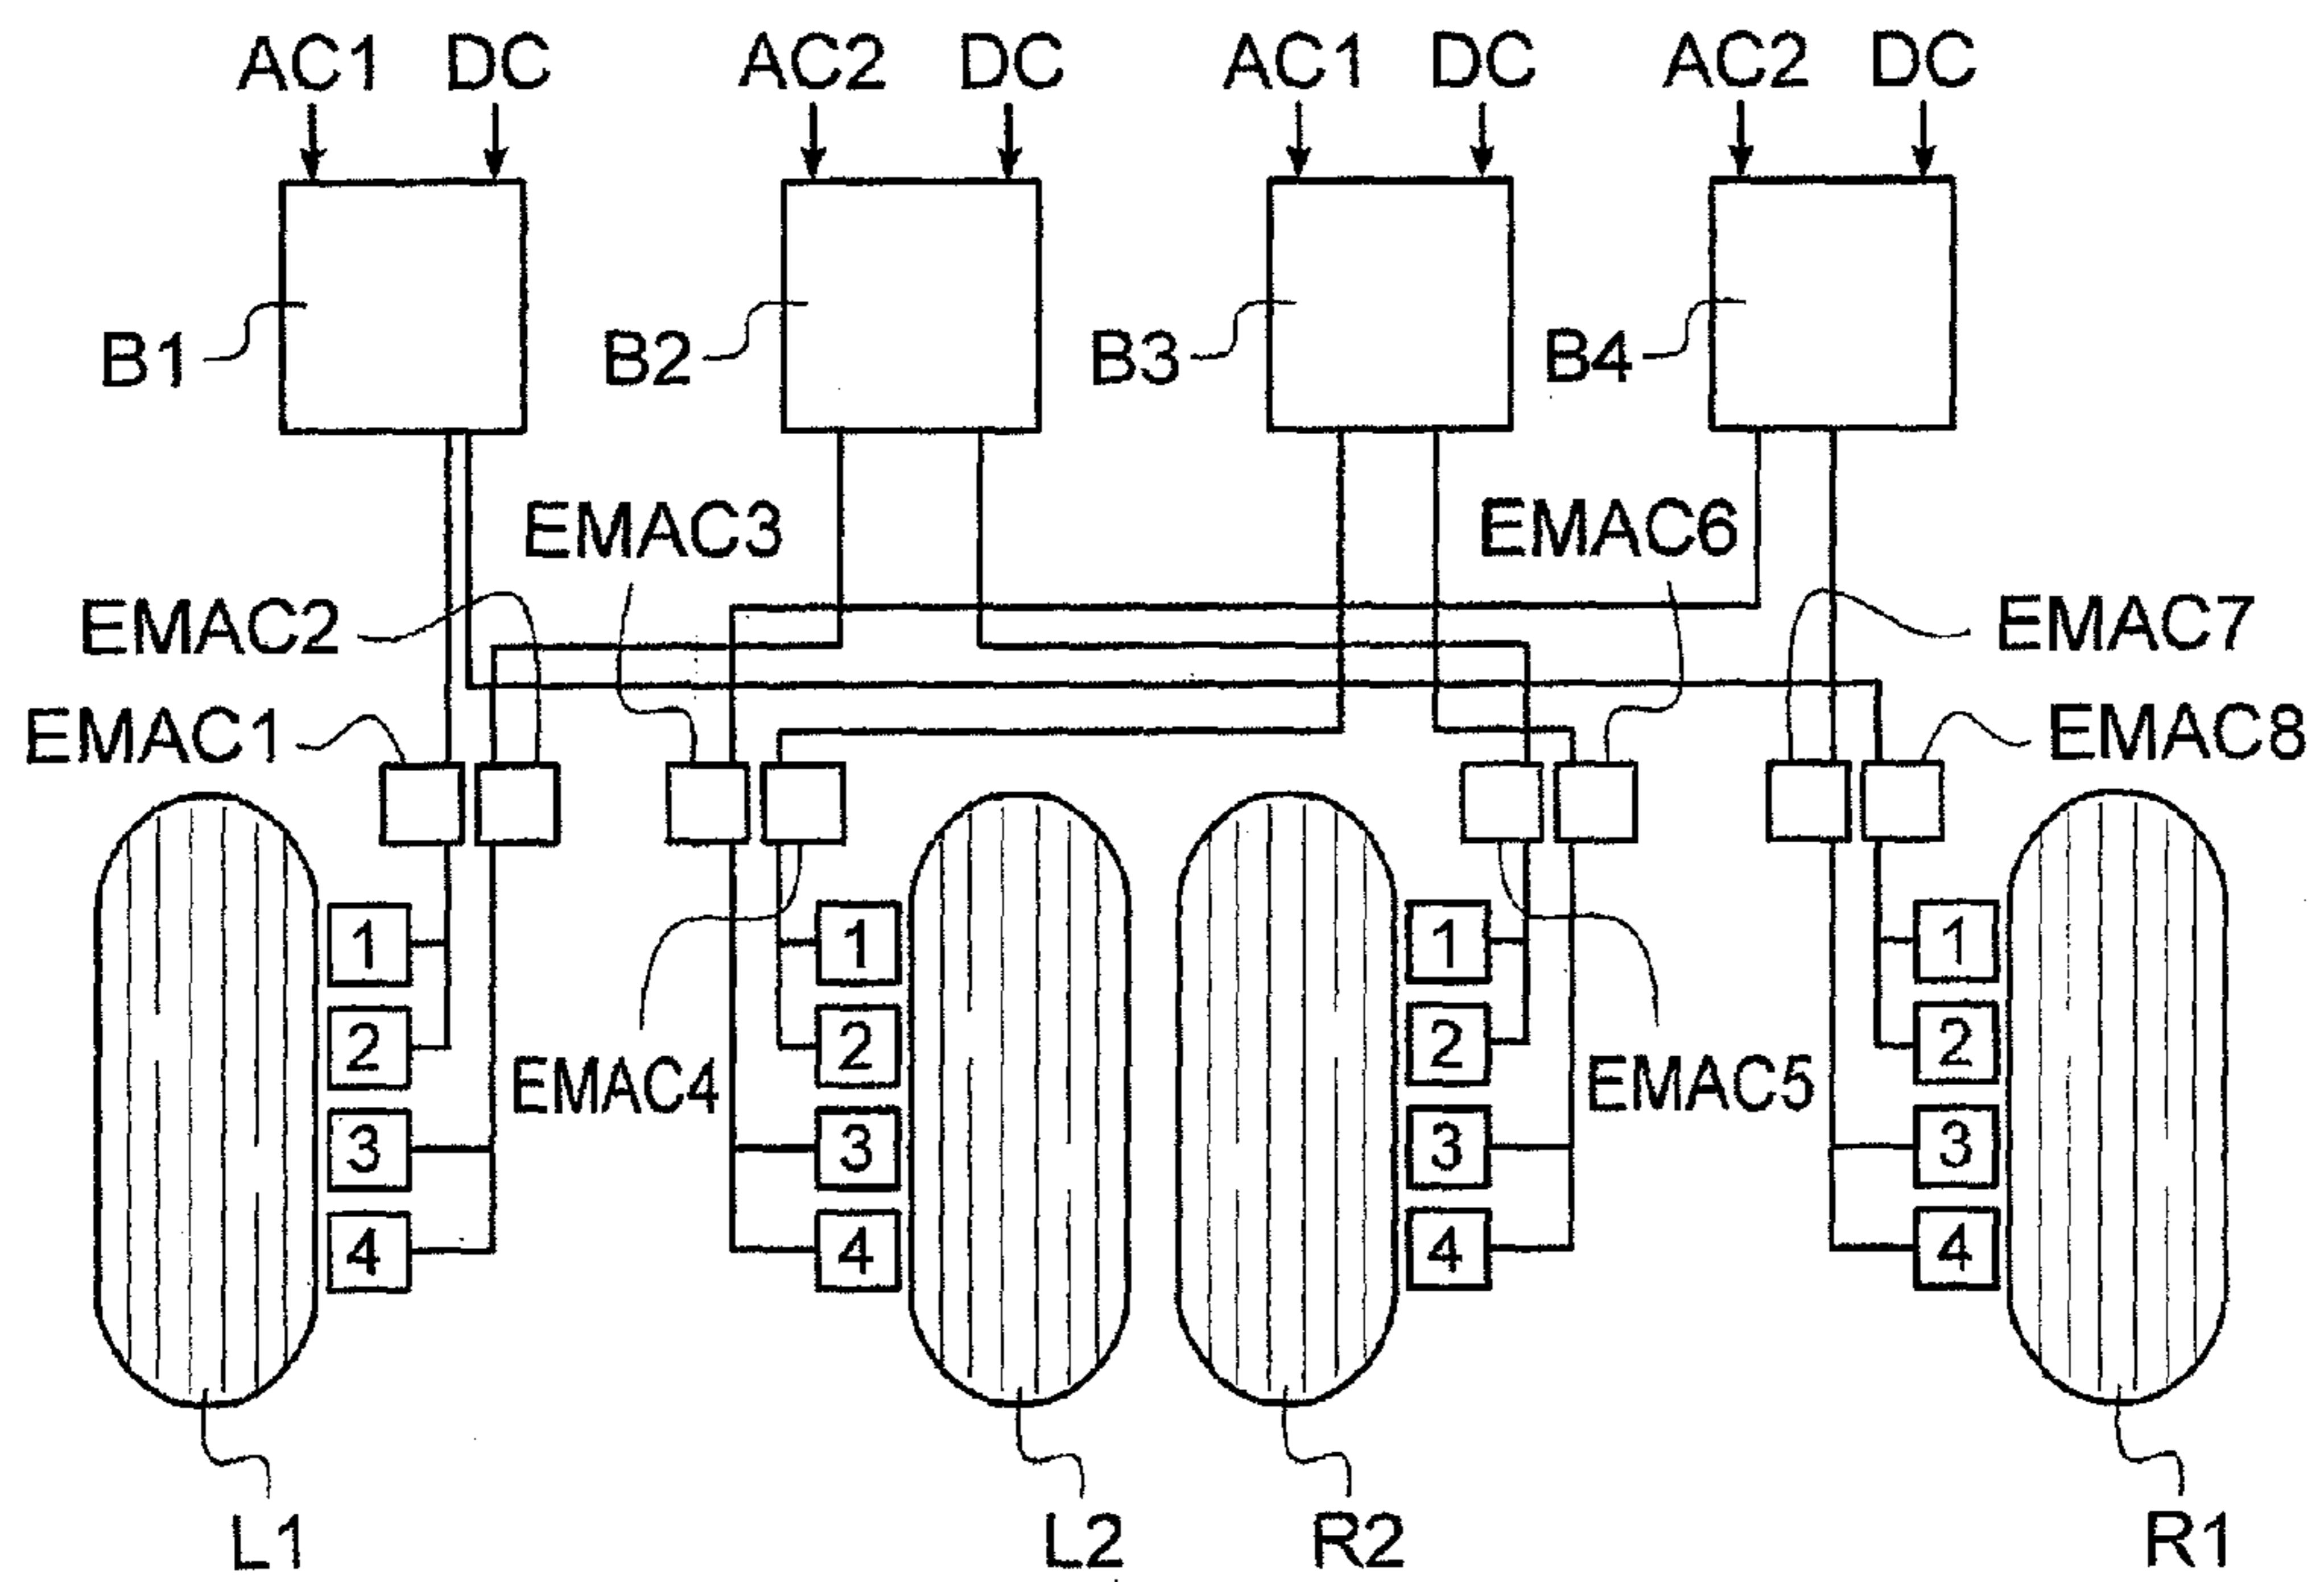 AC1 DC AC2 DC AC1 DC AC2 DC
B1 B2 B3 B4
EMAC3 EMAC6
EMAC2 EMAC7
EMAC1 EMAC8
1 1 1 1
2 2 2 2
EMAC4 EMAC5
3 3 3 3
4 4 4 4
L1 L2 R2 R1